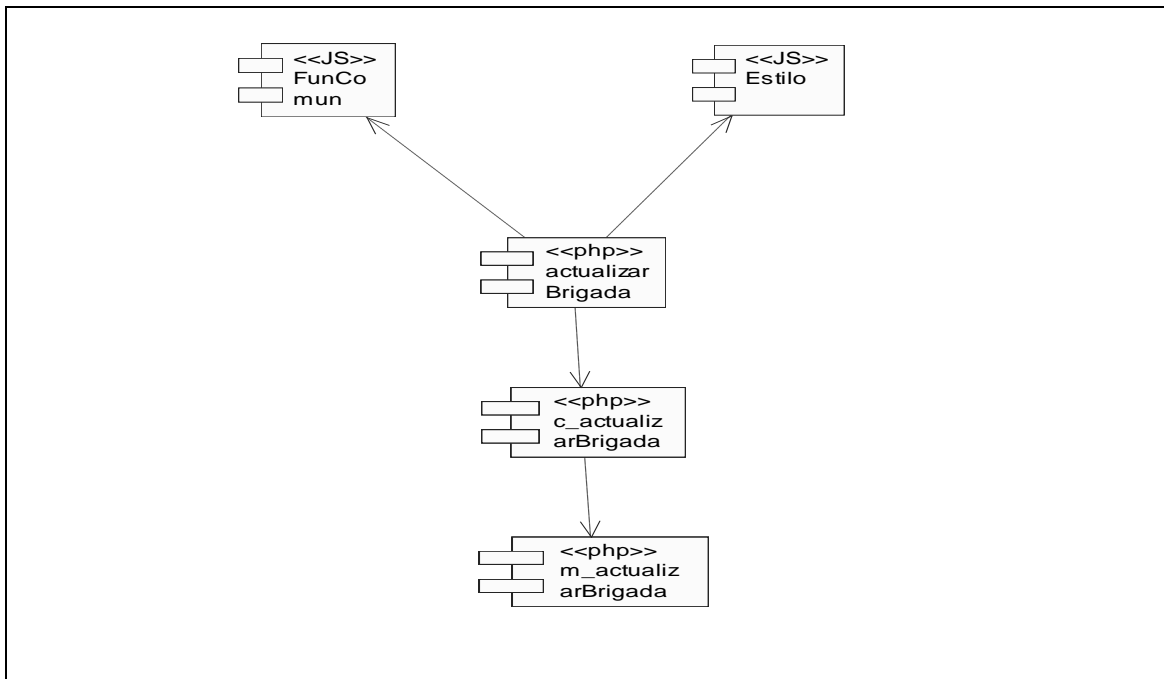 <<JS>>
FunCo
mun
<<JS>>
Estilo
<<php>>
actualizar
Brigada
<<php>>
c_actualiz
arBrigada
<<php>>
m_actualiz
arBrigada